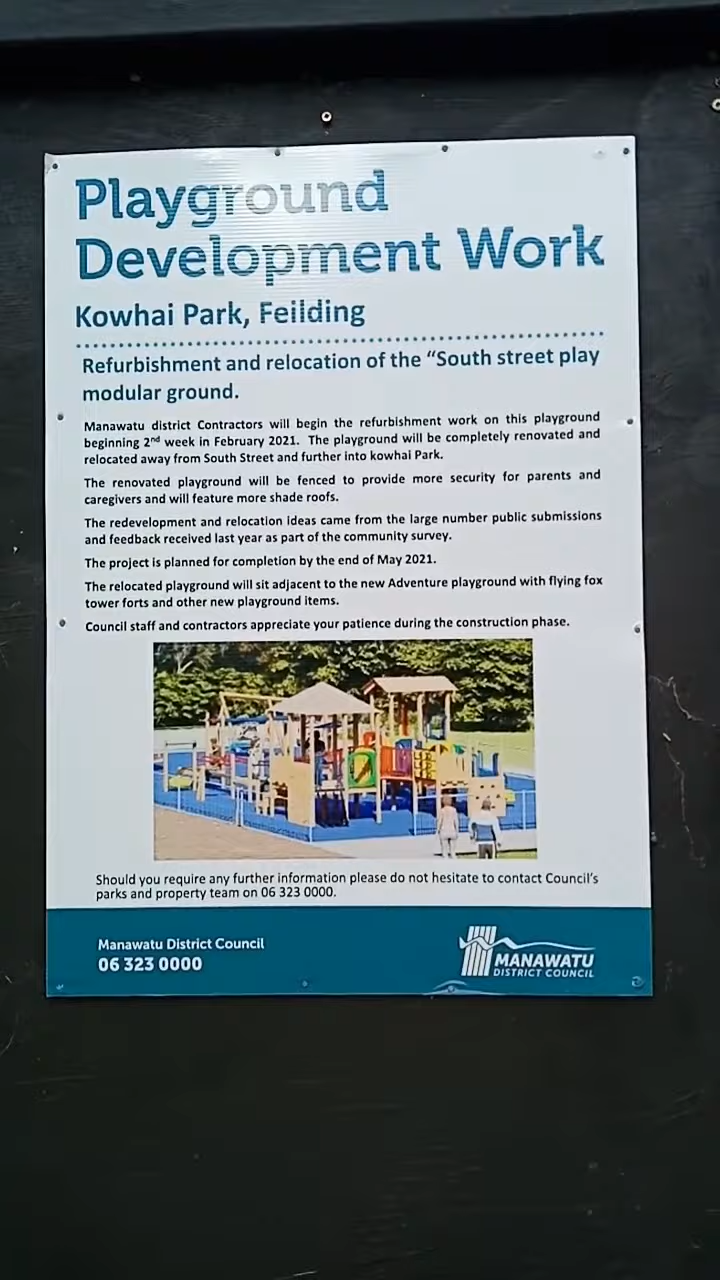 Playground
Development Work
Kowhai Park, Feilding
Refurbishment and relocation of the “South street play
modular ground.
Manawatu district Contractors will begin the refurbishment work on this playground
beginning 2nd week in February 2021. The playground will be completely renovated and
relocated away from South Street and further into kowhai Park.
The renovated playground will be fenced to provide more security for parents and
caregivers and will feature more shade roofs.
The redevelopment and relocation ideas came from the large number public submissions
and feedback received last year as part of the community survey.
The project is planned for completion by the end of May 2021.
The relocated playground will sit adjacent to the new Adventure playground with flying fox
tower forts and other new playground items.
Council staff and contractors appreciate your patience during the construction phase.
Should you require any further information please do not hesitate to contact Council’s
parks and property team on 06 323 0000.
Manawatu District Council
06 323 0000
MANAWATU
DISTRICT COUNCIL